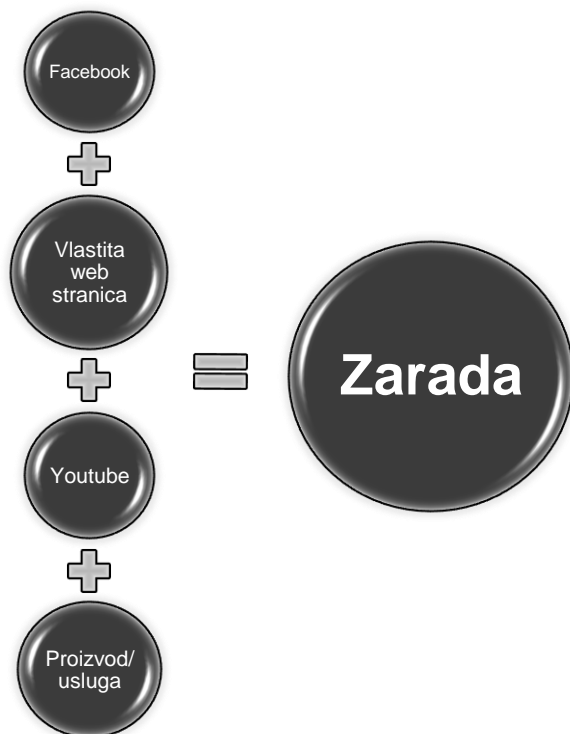 Facebook
Vlastita
web
stranica
Youtube
Proizvod/
usluga
Zarada